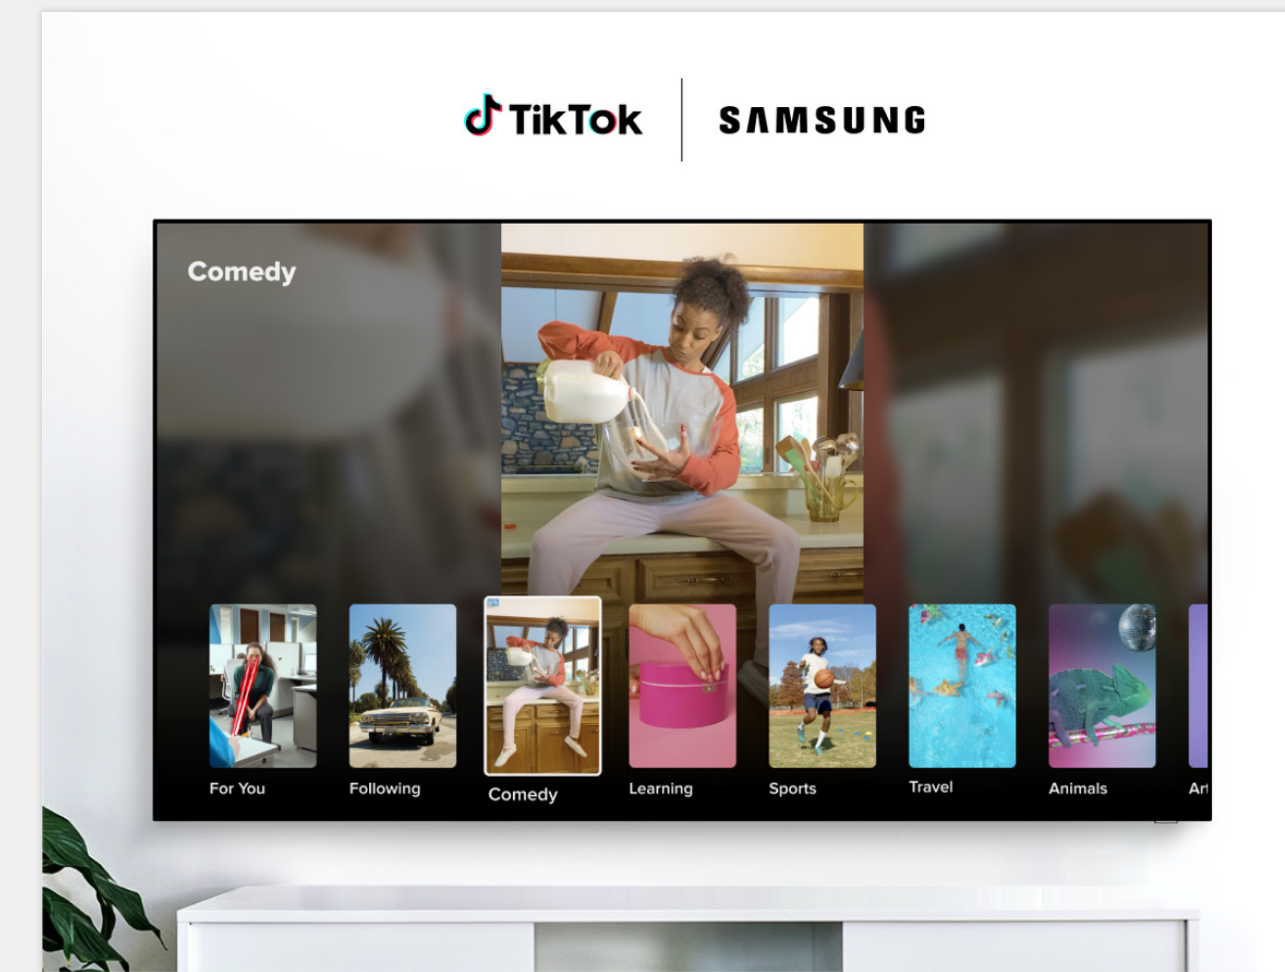 TikTok
SAMSUNG
Comedy
For You
Following
Comedy
Learning
Sports
Travel
Animals